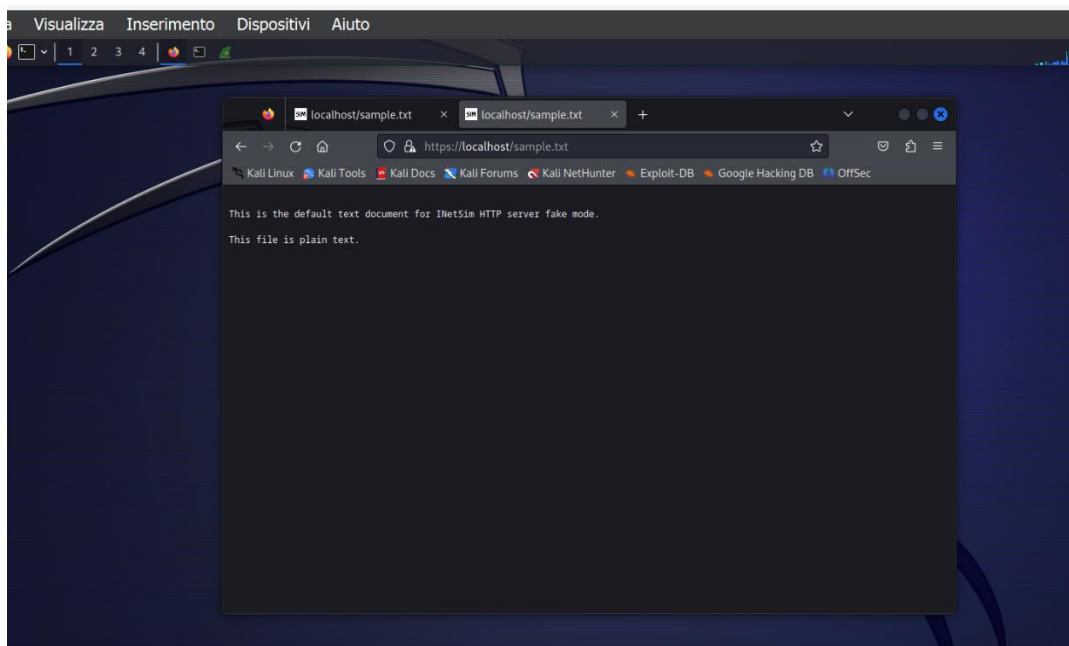 Visualizza Inserimento Dispositivi Aiuto
1 2 3 4
localhost/sample.txt localhost/sample.txt
https://localhost/sample.txt
Kali Linux Kali Tools Kali Docs Kali Forums Kali NetHunter Exploit-DB Google Hacking DB OffSec
This is the default text document for INetSim HTTP server fake mode.
This file is plain text.